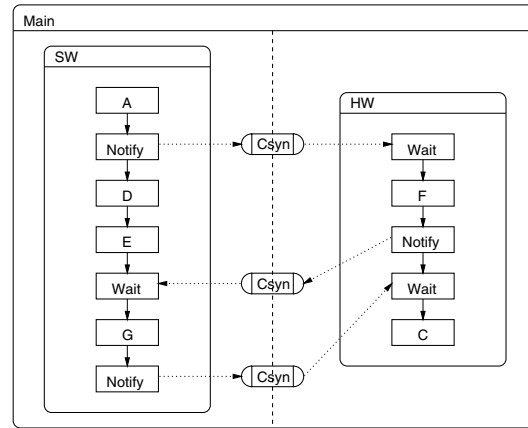 Main
SW
A
Notify
D
E
Wait
G
Notify
Csyn
Csyn
Csyn
HW
Wait
F
Notify
Wait
C